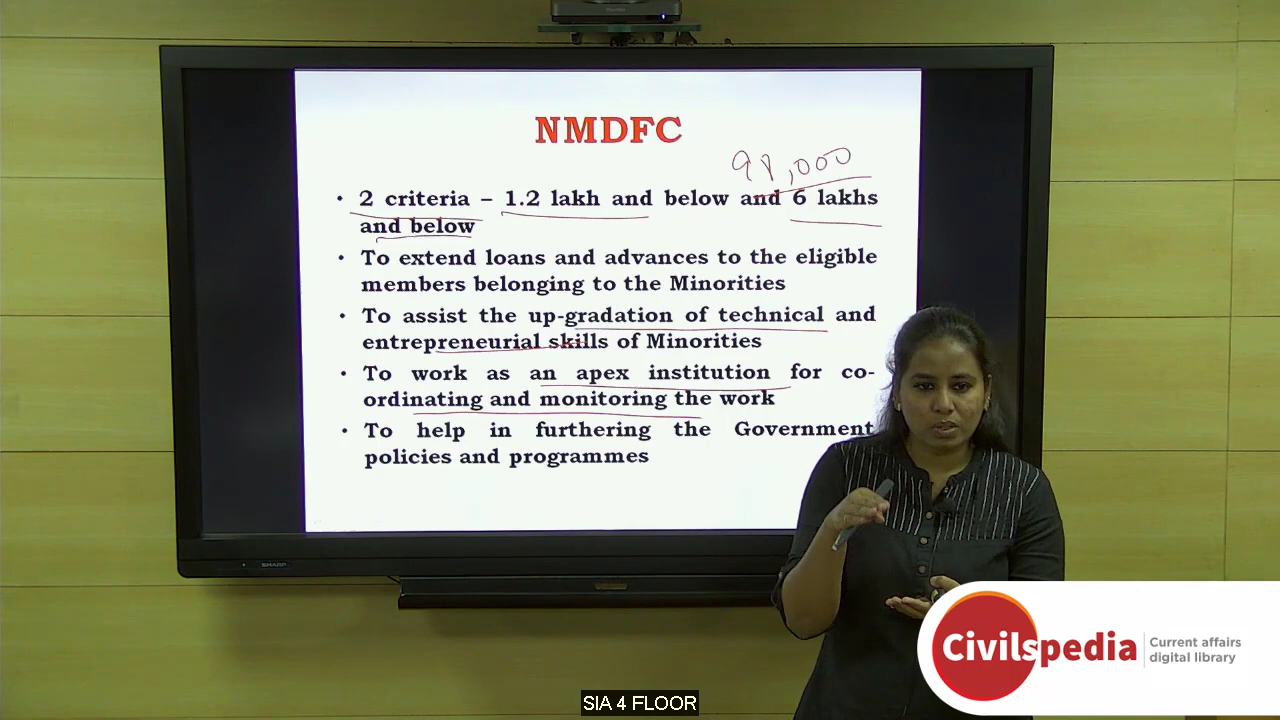 NMDFC
98,000
• 2 criteria – 1.2 lakh and below and 6 lakhs
and below
• To extend loans and advances to the eligible
members belonging to the Minorities
• To assist the up-gradation of technical and
entrepreneurial skills of Minorities
• To work as an apex institution for co-
ordinating and monitoring the work
• To help in furthering the Government
policies and programmes
SHARP
Civilspedia
Current affairs
digital library
SIA 4 FLOOR